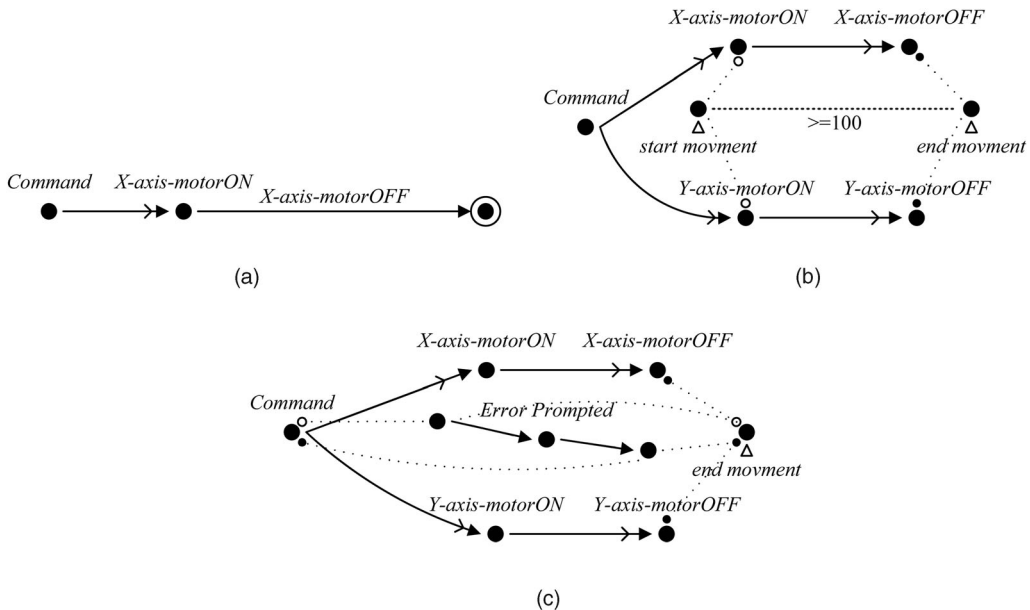 X-axis-motorON X-axis-motorOFF
Command
>=100
start movment end movment
Y-axis-motorON Y-axis-motorOFF
(b)
Command X-axis-motorON X-axis-motorOFF
(a)
X-axis-motorON X-axis-motorOFF
Command
Error Prompted
end movment
Y-axis-motorON Y-axis-motorOFF
(c)